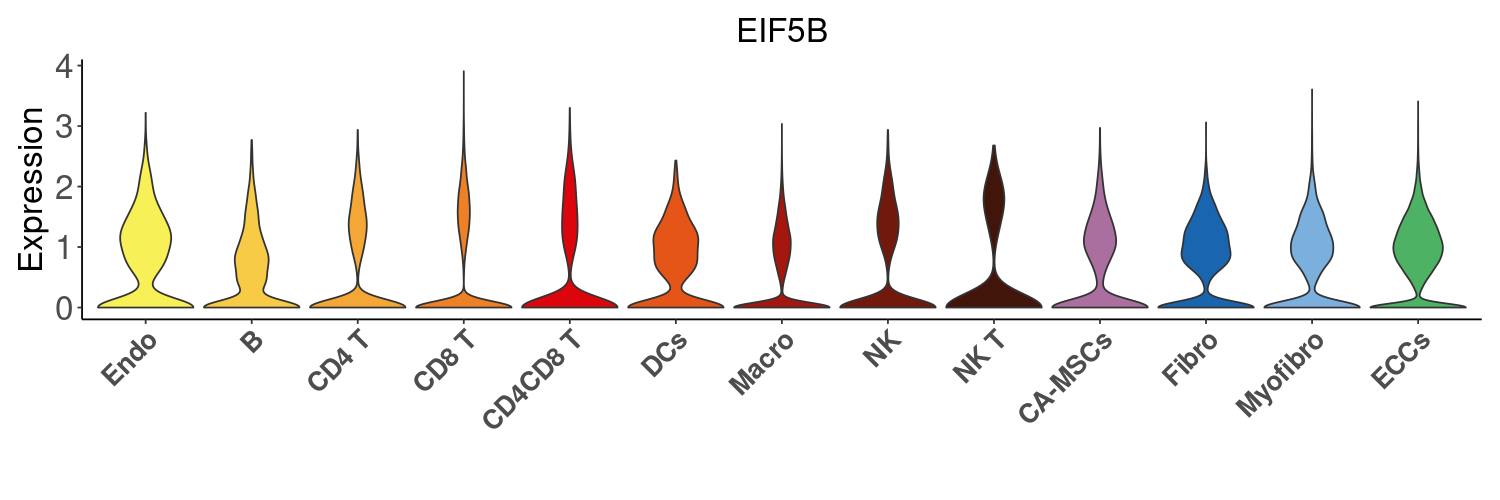 EIF5B
Expression
4
3
2
1
0
Endo
B
CD4 T
CD8 T
CD4CD8 T
DCs
Macro
NK
NK T
CA-MSCs
Fibro
Myofibro
ECCs